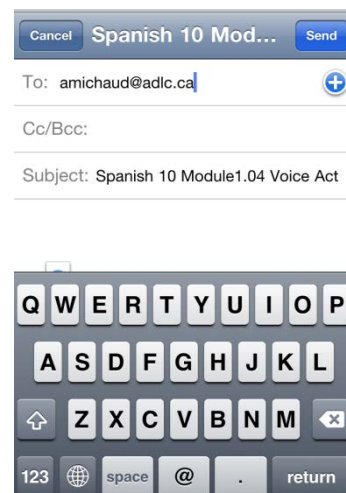 Cancel Spanish 10 Mod... Send
To: amichaud@adlc.ca
Cc/Bcc:
Subject: Spanish 10 Module1.04 Voice Act
Q W E R T Y U I O P
A S D F G H J K L
Z X C V B N M
123 space @ . return